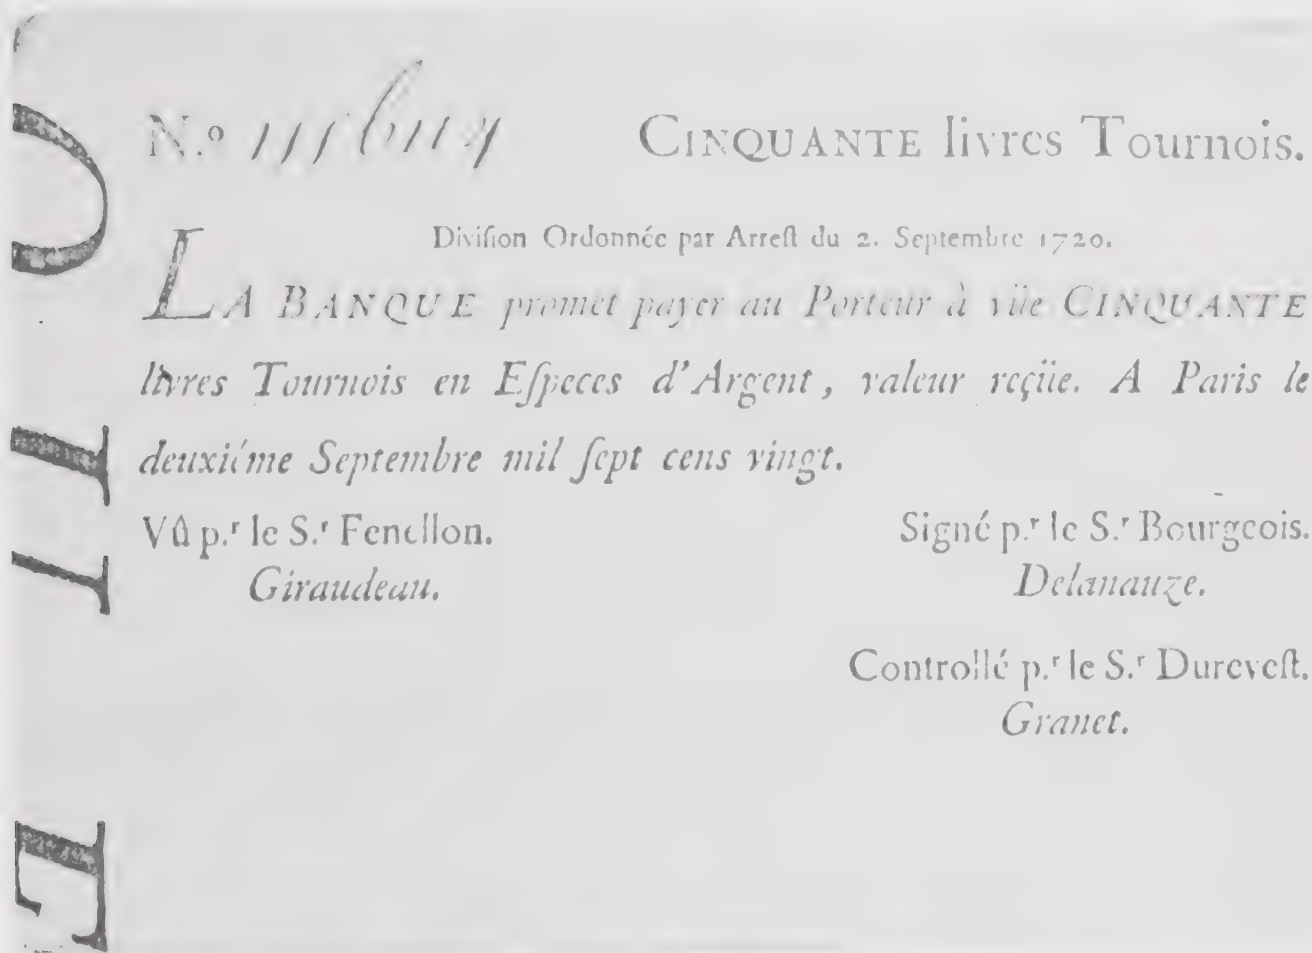 N.º CINQUANTE livres Tournois.
Diviſion Ordonnée par Arreſt du 2. Septembre 1720.
LA BANQUE promet payer au Porteur à vüe CINQUANTE
livres Tournois en Eſpeces d'Argent, valeur reçüe. A Paris le
deuxiéme Septembre mil ſept cens vingt.
Vû p.ʳ le S.ʳ Fenellon.
Giraudeau.
Signé p.ʳ le S.ʳ Bourgeois.
Delanauze.
Controllé p.ʳ le S.ʳ Dureveſt.
Granet.